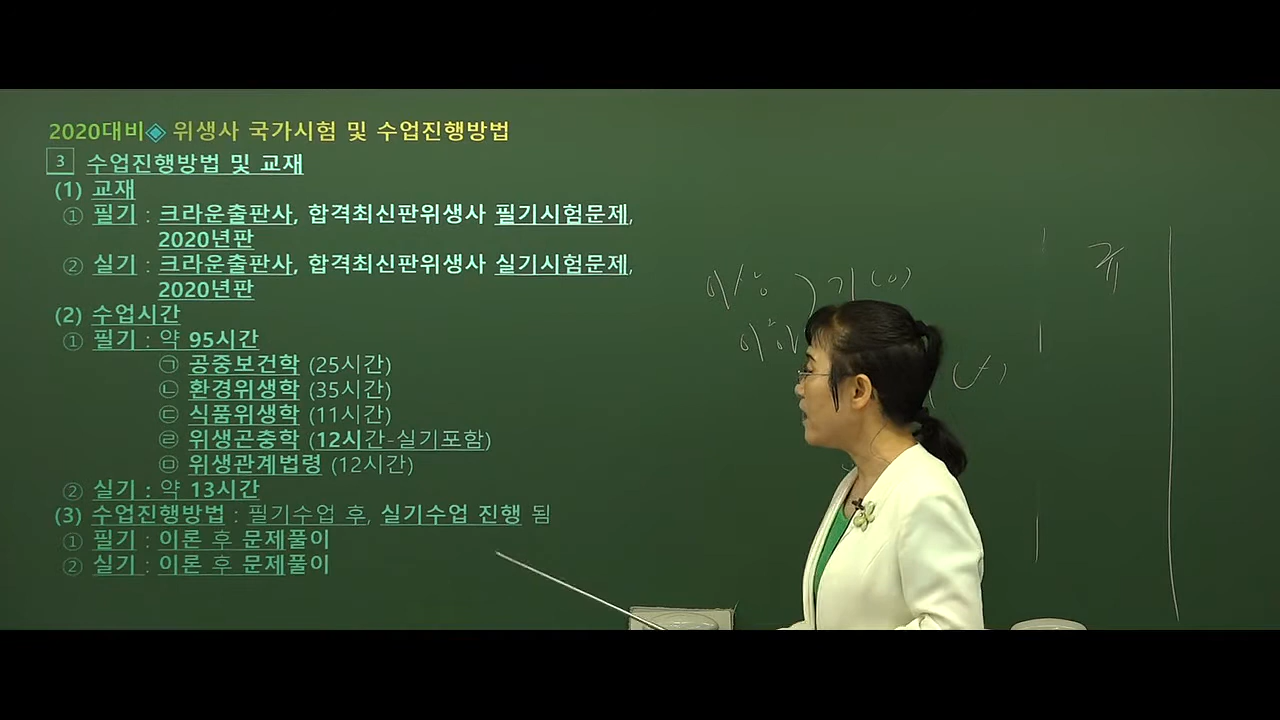 2020대비◈ 위생사 국가시험 및 수업진행방법
3 수업진행방법 및 교재
(1) 교재
① 필기 : 크라운출판사, 합격최신판위생사 필기시험문제,
2020년판
② 실기 : 크라운출판사, 합격최신판위생사 실기시험문제,
2020년판
(2) 수업시간
① 필기 : 약 95시간
㉠ 공중보건학 (25시간)
㉡ 환경위생학 (35시간)
㉢ 식품위생학 (11시간)
㉣ 위생곤충학 (12시간-실기포함)
㉤ 위생관계법령 (12시간)
② 실기 : 약 13시간
(3) 수업진행방법 : 필기수업 후, 실기수업 진행 됨
① 필기 : 이론 후 문제풀이
② 실기 : 이론 후 문제풀이
이상